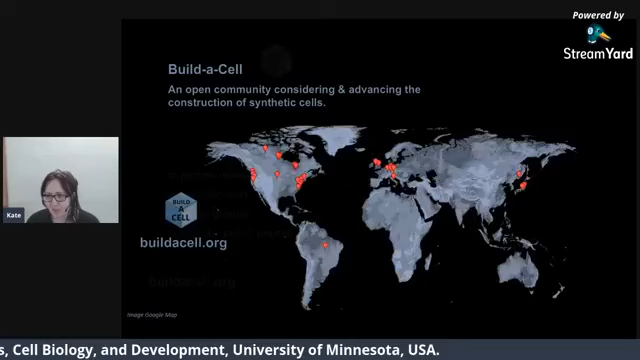 Powered by
StreamYard
Build-a-Cell
An open community considering & advancing the
construction of synthetic cells.
BUILD
A
CELL
Kate
buildacell.org
Image Google Map
s, Cell Biology, and Development, University of Minnesota, USA.